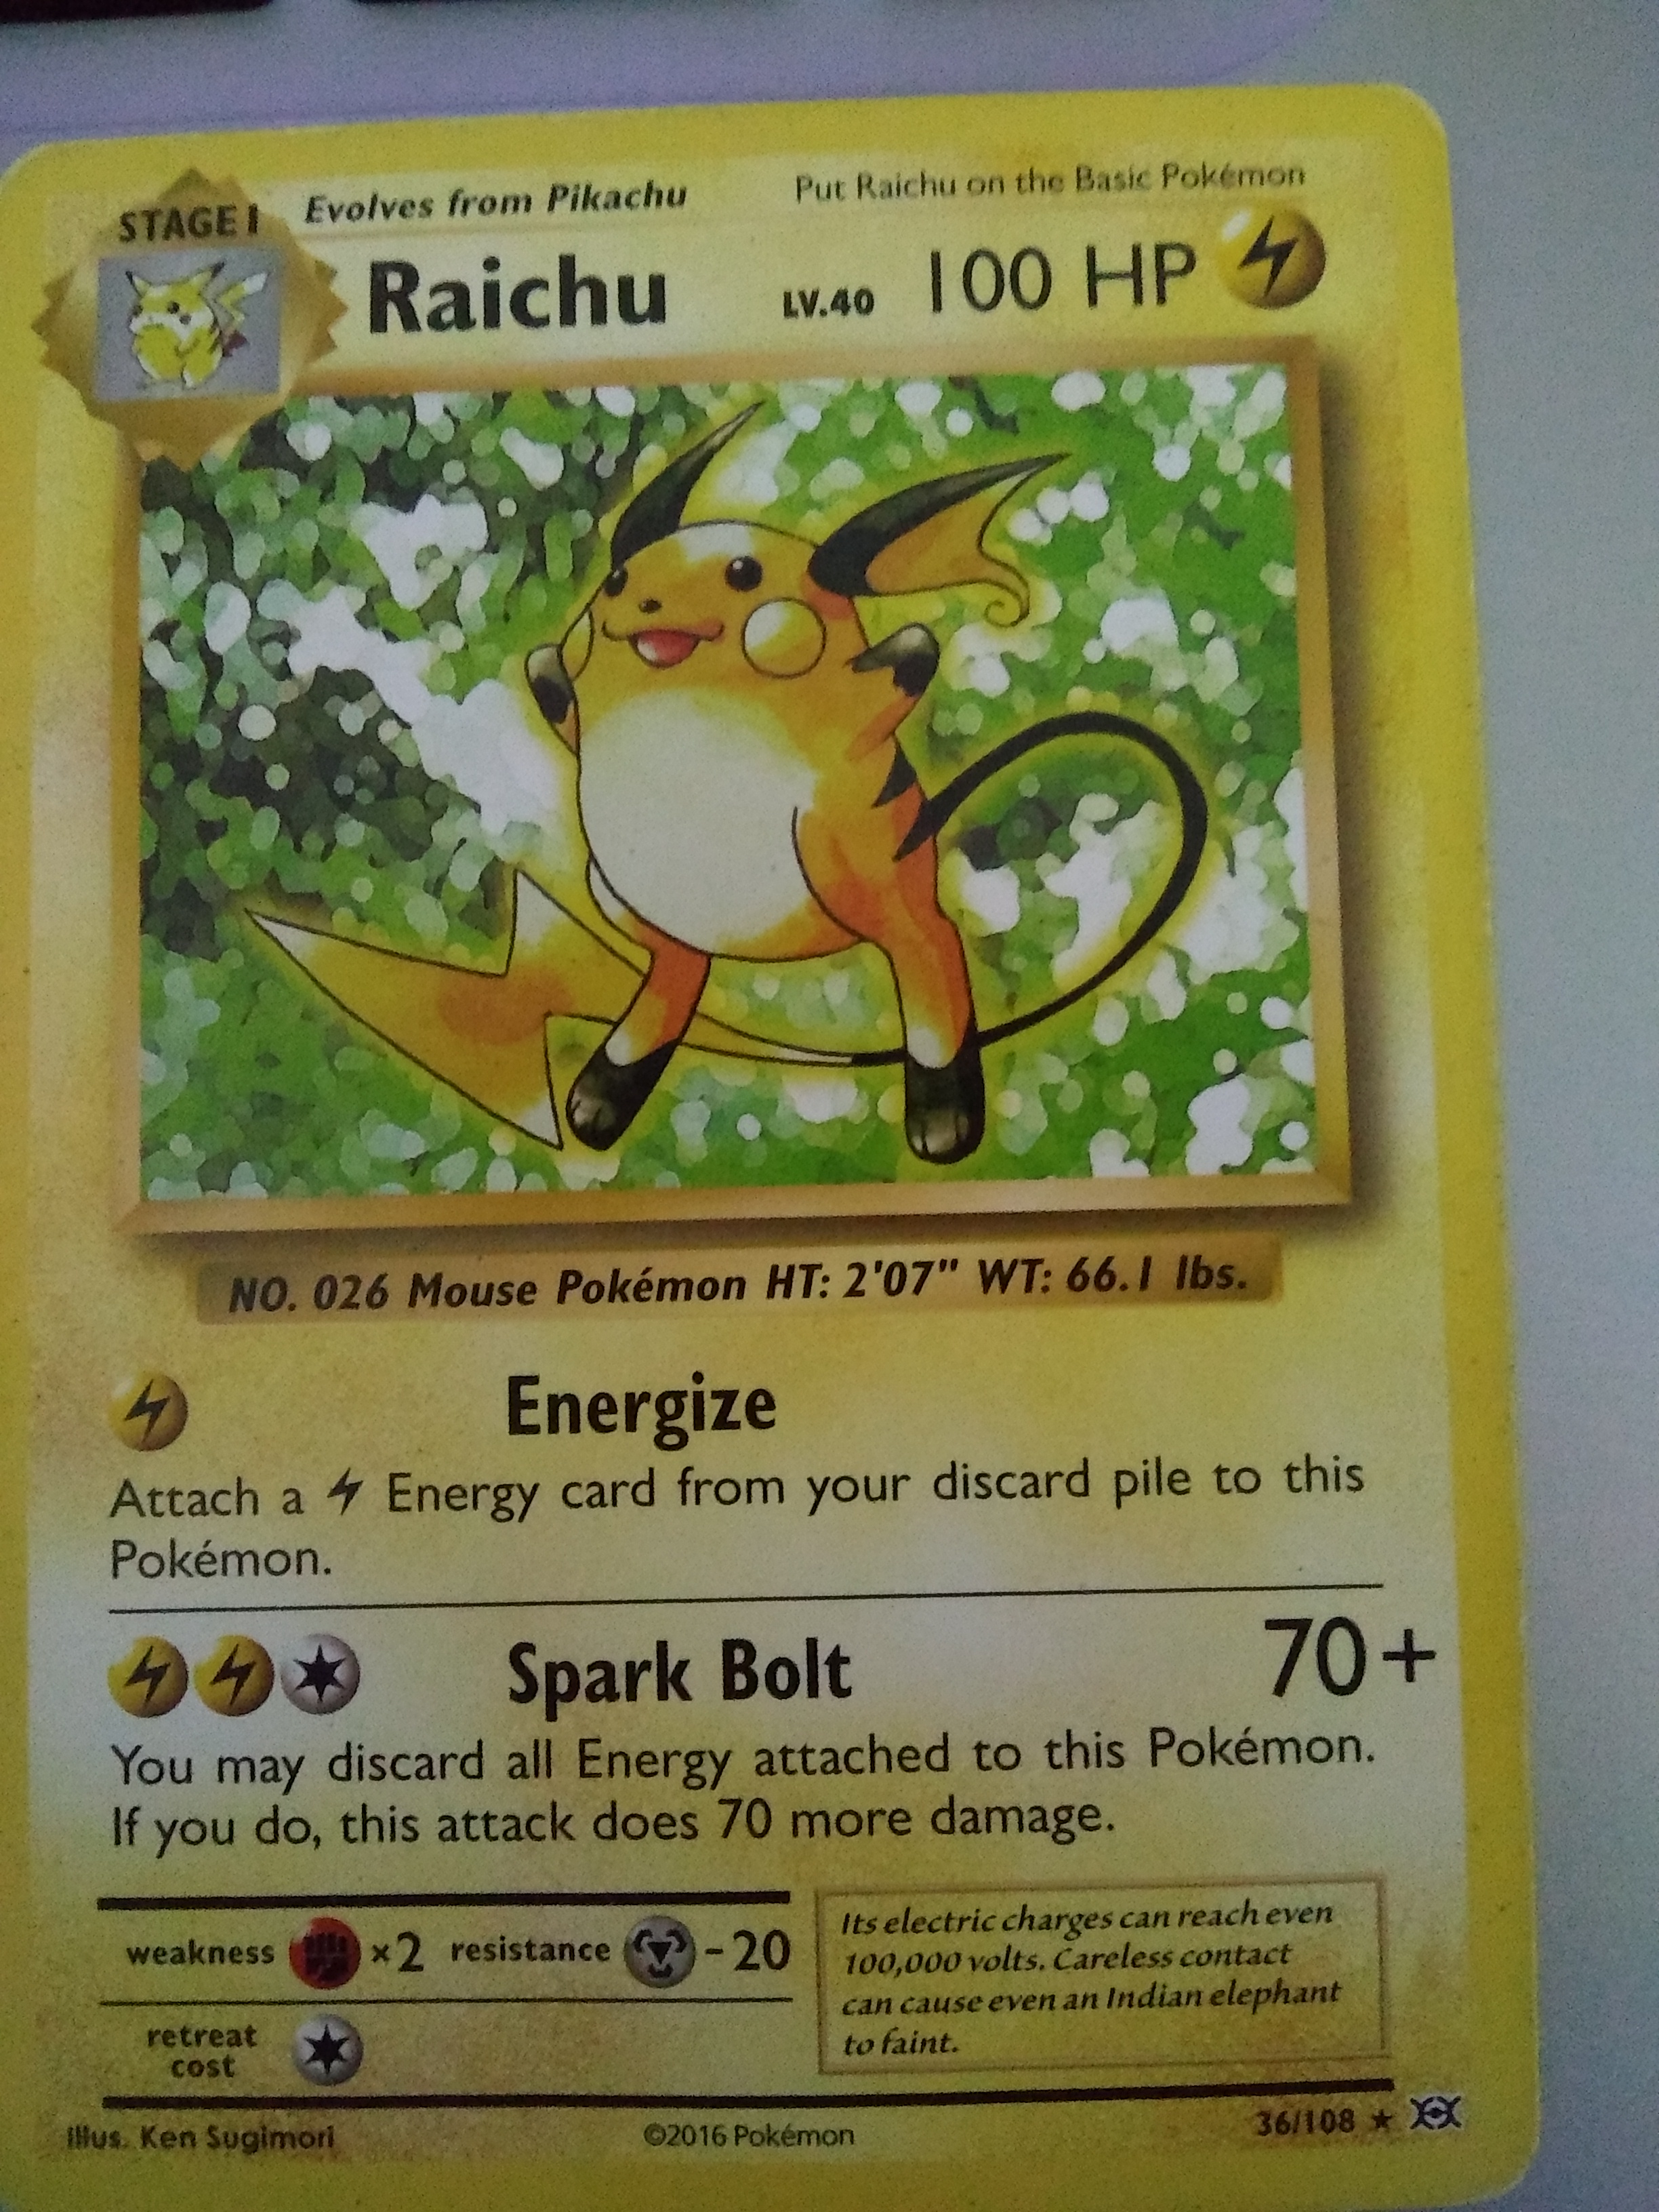 Evolves from Pikachu Put Raichu on the Basic Pokémon
STAGE 1
Raichu LV.40 100 HP
NO. 026 Mouse Pokémon HT: 2'07" WT: 66.1 lbs.
Energize
Attach a Energy card from your discard pile to this
Pokémon.
Spark Bolt 70+
You may discard all Energy attached to this Pokémon.
If you do, this attack does 70 more damage.
weakness ×2 resistance -20
retreat
cost
Its electric charges can reach even
100,000 volts. Careless contact
can cause even an Indian elephant
to faint.
Illus. Ken Sugimori ©2016 Pokémon 36/108 ★